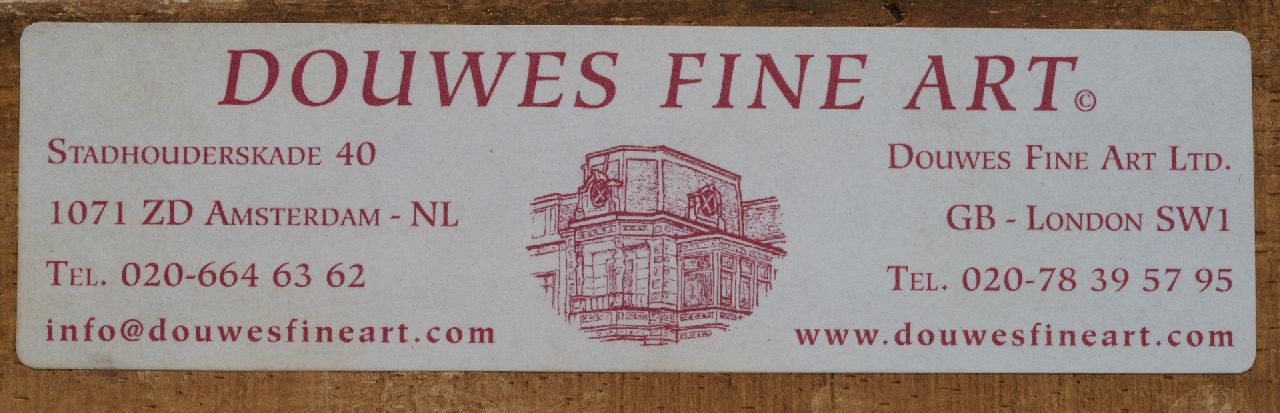 DOUWES FINE ART©
STADHOUDERSKADE 40
1071 ZD AMSTERDAM - NL
TEL. 020-664 63 62
info@douwesfineart.com
DOUWES FINE ART LTD.
GB - LONDON SW1
TEL. 020-78 39 57 95
www.douwesfineart.com